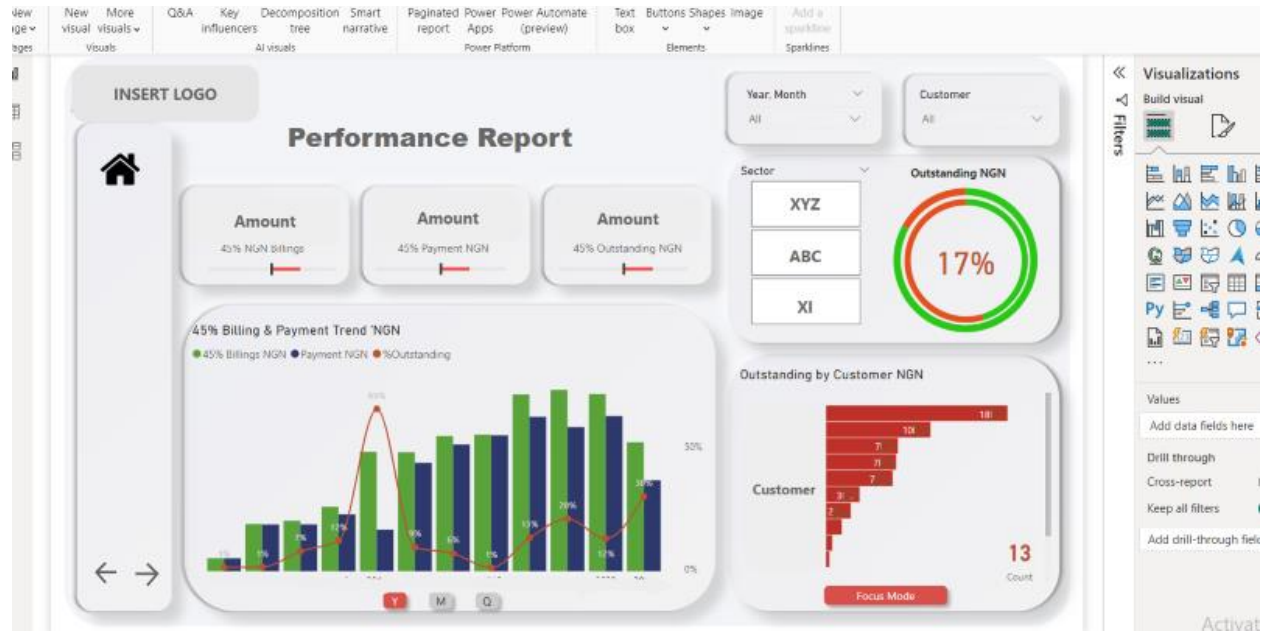 New More Q&A Key Decomposition Smart Paginated Power Power Automate Text Buttons Shapes Image Add a
visual visuals influencers tree narrative report Apps (preview) box sparkline
Visuals AI visuals Power Platform Elements Sparklines
INSERT LOGO
Performance Report
Year, Month
All
Customer
All
Amount
45% NGN Billings
Amount
45% Payment NGN
Amount
45% Outstanding NGN
Sector
XYZ
ABC
XI
Outstanding NGN
17%
45% Billing & Payment Trend 'NGN
45% Billings NGN Payment NGN %Outstanding
50%
0%
Y M Q
Outstanding by Customer NGN
Customer
13
Count
Focus Mode
Filters
Visualizations
Build visual
Py
...
Values
Add data fields here
Drill through
Cross-report
Keep all filters
Add drill-through fiel
Activat